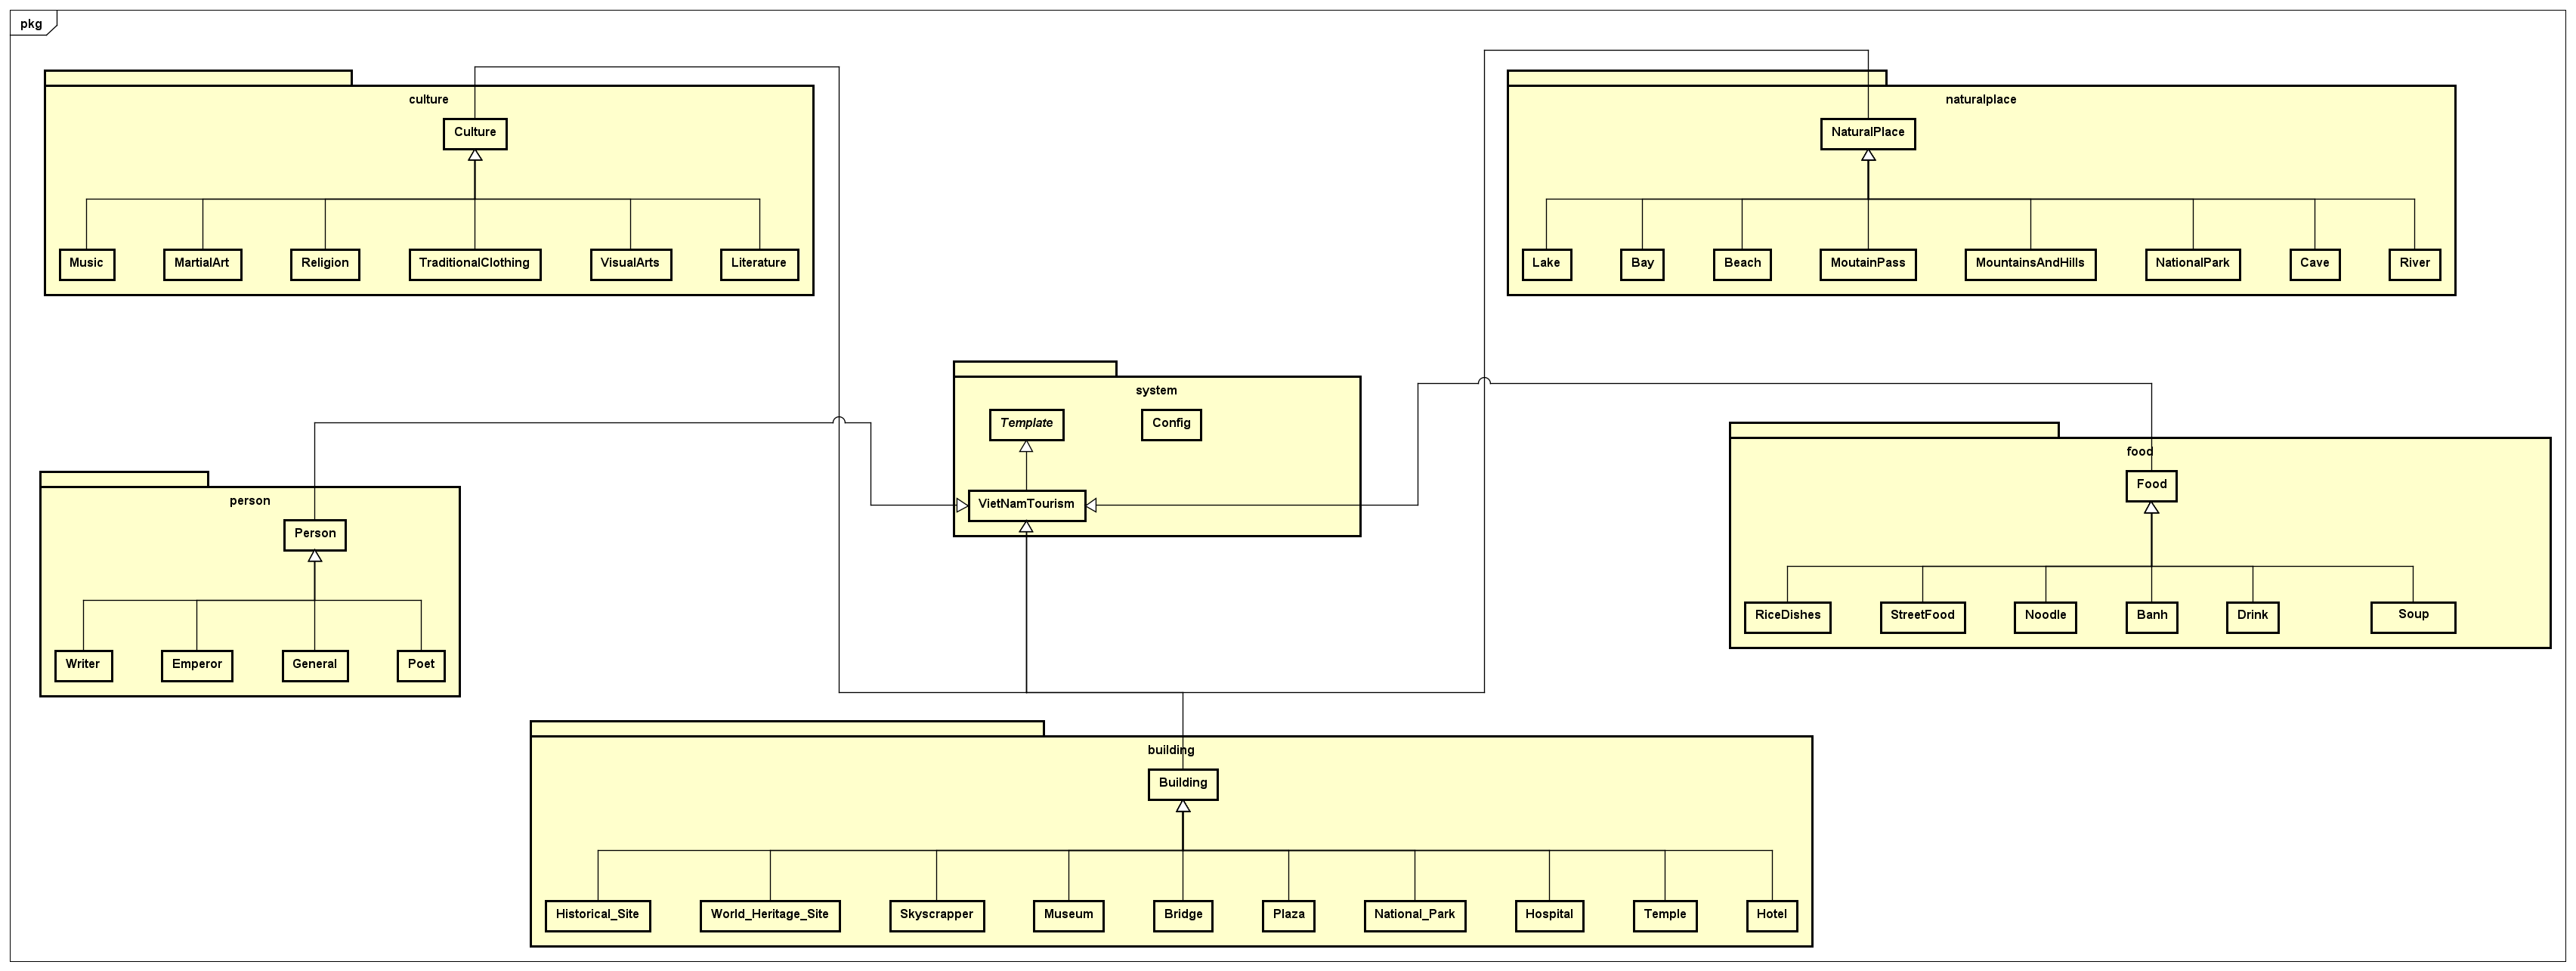 pkg
culture
Culture
Music
MartialArt
Religion
TraditionalClothing
VisualArts
Literature
naturalplace
NaturalPlace
Lake
Bay
Beach
MoutainPass
MountainsAndHills
NationalPark
Cave
River
system
Template
Config
VietNamTourism
person
Person
Writer
Emperor
General
Poet
food
Food
RiceDishes
StreetFood
Noodle
Banh
Drink
Soup
building
Building
Historical_Site
World_Heritage_Site
Skyscrapper
Museum
Bridge
Plaza
National_Park
Hospital
Temple
Hotel